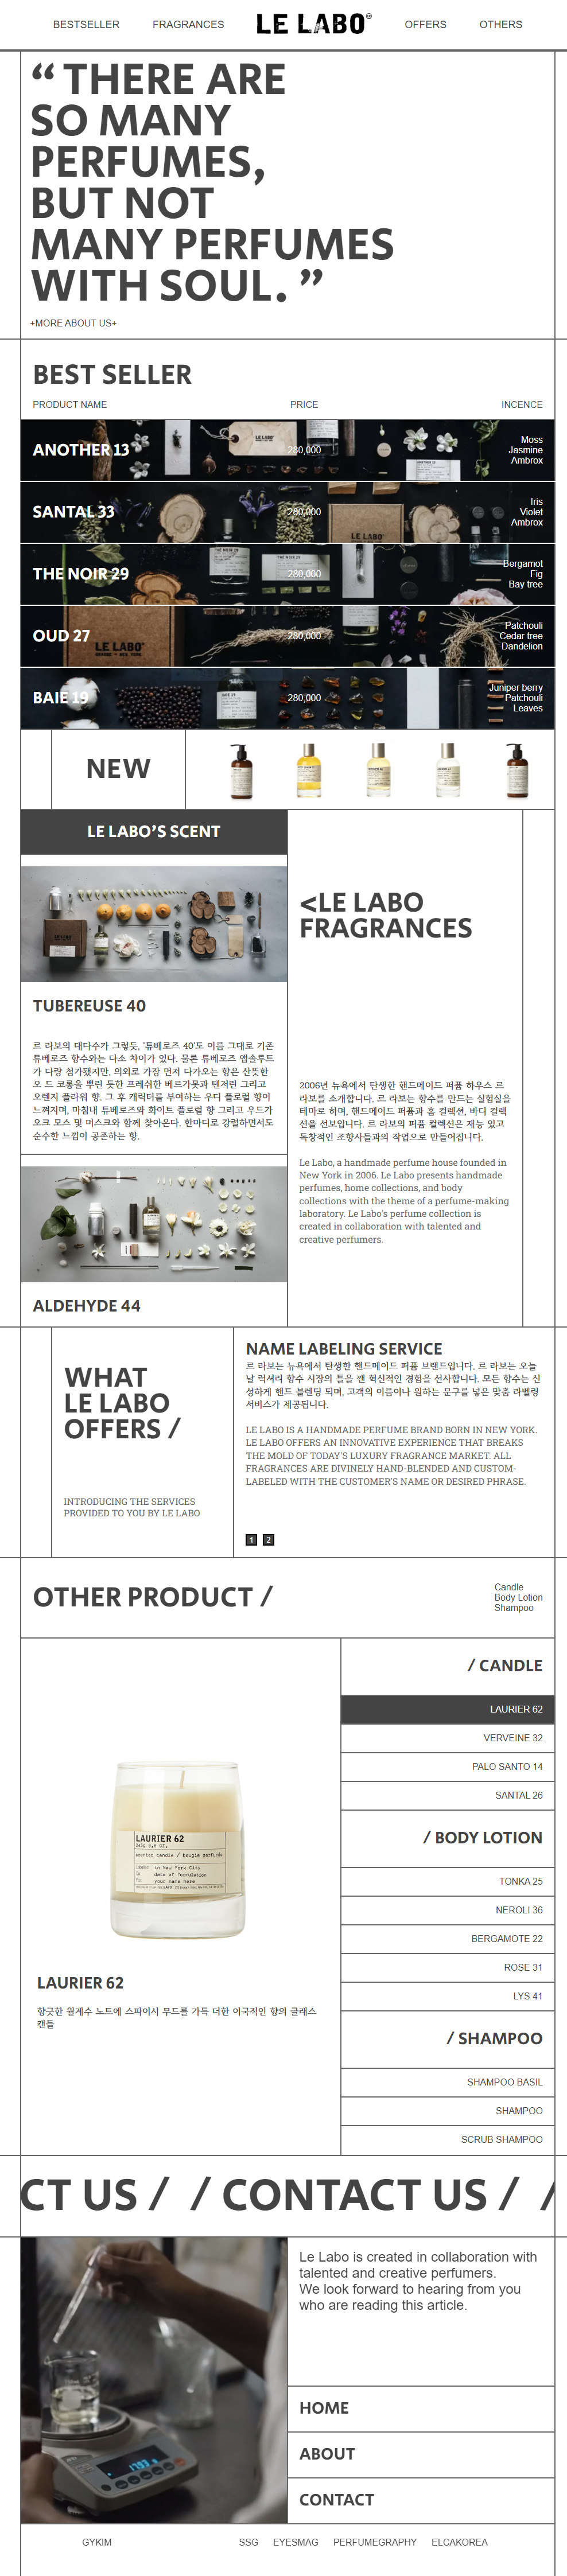 BESTSELLER FRAGRANCES LE LABO® OFFERS OTHERS
“ THERE ARE
SO MANY
PERFUMES,
BUT NOT
MANY PERFUMES
WITH SOUL. ”
+MORE ABOUT US+
BEST SELLER
PRODUCT NAME PRICE INCENCE
ANOTHER 13 280,000 Moss
Jasmine
Ambrox
SANTAL 33 280,000 Iris
Violet
Ambrox
LE LABO
THE NOIR 29 280,000 Bergamot
Fig
Bay tree
OUD 27 280,000 Patchouli
Cedar tree
Dandelion
LE LABO
BAIE 19 280,000 Juniper berry
Patchouli
Leaves
NEW
LE LABO’S SCENT
<LE LABO
FRAGRANCES
TUBEREUSE 40
르 라보의 대다수가 그렇듯, '튜베로즈 40'도 이름 그대로 기존
튜베로즈 향수와는 다소 차이가 있다. 물론 튜베로즈 앱솔루트
가 다량 첨가됐지만, 의외로 가장 먼저 다가오는 향은 산뜻한
오 드 코롱을 뿌린 듯한 프레쉬한 베르가못과 탠저린 그리고
오렌지 플라워 향. 그 후 캐릭터를 부여하는 우디 플로럴 향이
느껴지며, 마침내 튜베로즈와 화이트 플로럴 향 그리고 우드가
오크 모스 및 머스크와 함께 찾아온다. 한마디로 강렬하면서도
순수한 느낌이 공존하는 향.
2006년 뉴욕에서 탄생한 핸드메이드 퍼퓸 하우스 르
라보를 소개합니다. 르 라보는 향수를 만드는 실험실을
테마로 하며, 핸드메이드 퍼퓸과 홈 컬렉션, 바디 컬렉
션을 선보입니다. 르 라보의 퍼퓸 컬렉션은 재능 있고
독창적인 조향사들과의 작업으로 만들어집니다.
Le Labo, a handmade perfume house founded in
New York in 2006. Le Labo presents handmade
perfumes, home collections, and body
collections with the theme of a perfume-making
laboratory. Le Labo's perfume collection is
created in collaboration with talented and
creative perfumers.
ALDEHYDE 44
WHAT
LE LABO
OFFERS /
INTRODUCING THE SERVICES
PROVIDED TO YOU BY LE LABO
NAME LABELING SERVICE
르 라보는 뉴욕에서 탄생한 핸드메이드 퍼퓸 브랜드입니다. 르 라보는 오늘
날 럭셔리 향수 시장의 틀을 깬 혁신적인 경험을 선사합니다. 모든 향수는 신
성하게 핸드 블렌딩 되며, 고객의 이름이나 원하는 문구를 넣은 맞춤 라벨링
서비스가 제공됩니다.
LE LABO IS A HANDMADE PERFUME BRAND BORN IN NEW YORK.
LE LABO OFFERS AN INNOVATIVE EXPERIENCE THAT BREAKS
THE MOLD OF TODAY'S LUXURY FRAGRANCE MARKET. ALL
FRAGRANCES ARE DIVINELY HAND-BLENDED AND CUSTOM-
LABELED WITH THE CUSTOMER'S NAME OR DESIRED PHRASE.
1 2
OTHER PRODUCT /
Candle
Body Lotion
Shampoo
/ CANDLE
LAURIER 62
VERVEINE 32
PALO SANTO 14
SANTAL 26
/ BODY LOTION
TONKA 25
NEROLI 36
BERGAMOTE 22
ROSE 31
LYS 41
/ SHAMPOO
SHAMPOO BASIL
SHAMPOO
SCRUB SHAMPOO
LAURIER 62
scented candle / bougie parfumée
in New York City
date of formulation
your name here
LAURIER 62
향긋한 월계수 노트에 스파이시 무드를 가득 더한 이국적인 향의 글래스
캔들
CT US / / CONTACT US / /
Le Labo is created in collaboration with
talented and creative perfumers.
We look forward to hearing from you
who are reading this article.
HOME
ABOUT
CONTACT
GYKIM SSG EYESMAG PERFUMEGRAPHY ELCAKOREA